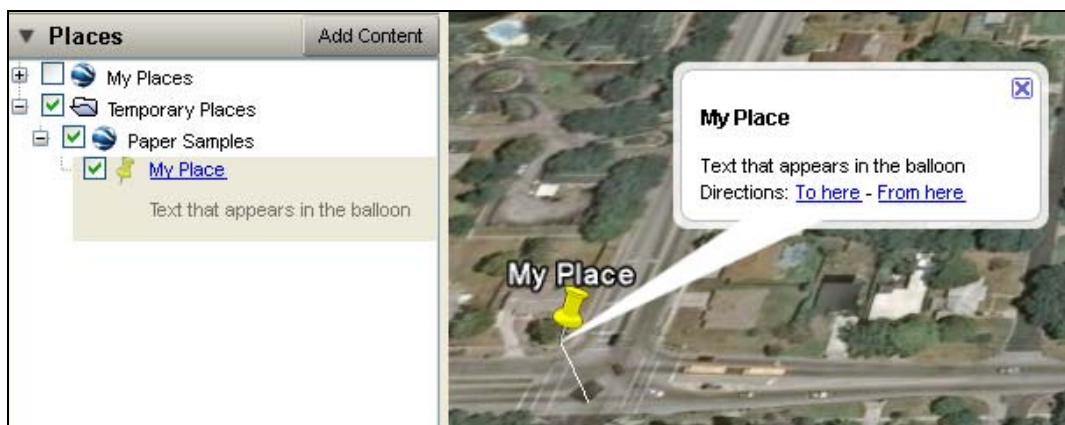 Places
Add Content
My Places
Temporary Places
Paper Samples
My Place
Text that appears in the balloon
My Place
Text that appears in the balloon
Directions: To here - From here
My Place